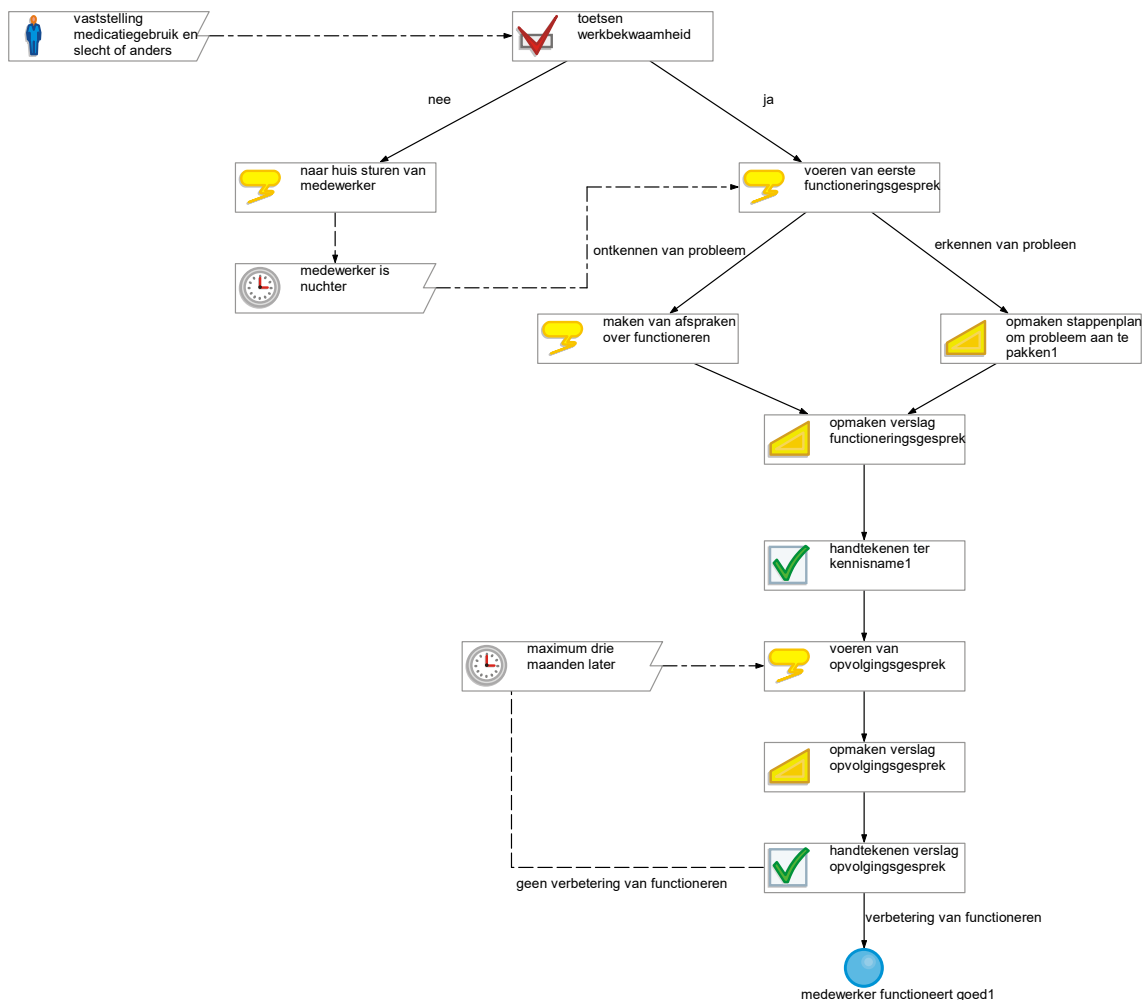 vaststelling
medicatiegebruik en
slecht of anders
toetsen
werkbekwaamheid
nee
ja
naar huis sturen van
medewerker
voeren van eerste
functioneringsgesprek
ontkennen van probleem
erkennen van probleen
medewerker is
nuchter
maken van afspraken
over functioneren
opmaken stappenplan
om probleem aan te
pakken1
opmaken verslag
functioneringsgesprek
handtekenen ter
kennisname1
maximum drie
maanden later
voeren van
opvolgingsgesprek
opmaken verslag
opvolgingsgesprek
handtekenen verslag
opvolgingsgesprek
geen verbetering van functioneren
verbetering van functioneren
medewerker functioneert goed1